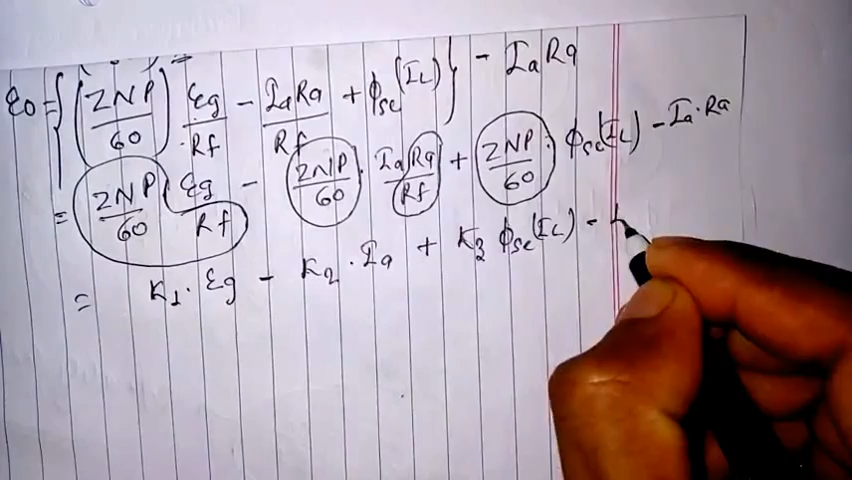 E0 = {(ZNP/60) Eg/Rf - IaRa/Rf + φse(IL)} - IaRa
= ZNP/60 · Eg/Rf - ZNP/60 · IaRa/Rf + ZNP/60 · φse(IL) - Ia·Ra
= K1·Eg - K2·Ia + K3 φse(IL) -